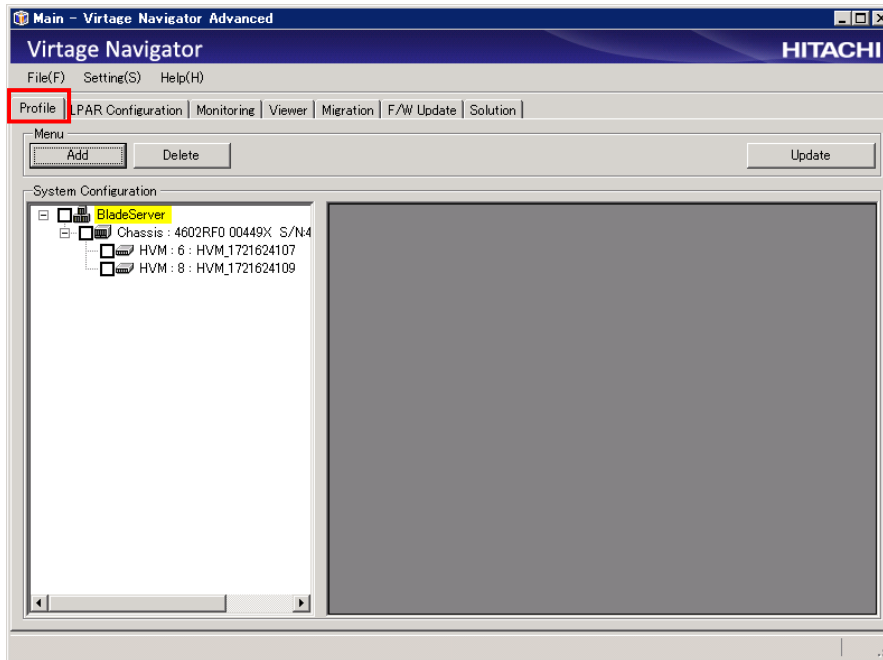 Main - Virtage Navigator Advanced
Virtage Navigator
HITACHI
File(F) Setting(S) Help(H)
Profile LPAR Configuration Monitoring Viewer Migration F/W Update Solution
Menu
Add Delete Update
System Configuration
BladeServer
Chassis : 4602RF0 00449X S/N:4
HVM : 6 : HVM_1721624107
HVM : 8 : HVM_1721624109